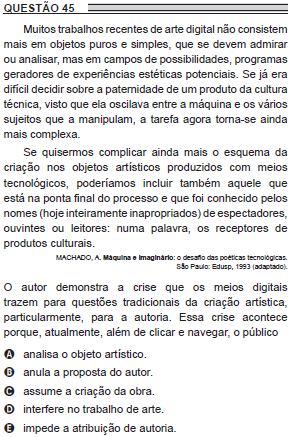 QUESTÃO 45
Muitos trabalhos recentes de arte digital não consistem
mais em objetos puros e simples, que se devem admirar
ou analisar, mas em campos de possibilidades, programas
geradores de experiências estéticas potenciais. Se já era
difícil decidir sobre a paternidade de um produto da cultura
técnica, visto que ela oscilava entre a máquina e os vários
sujeitos que a manipulam, a tarefa agora torna-se ainda
mais complexa.
Se quisermos complicar ainda mais o esquema da
criação nos objetos artísticos produzidos com meios
tecnológicos, poderíamos incluir também aquele que
está na ponta final do processo e que foi conhecido pelos
nomes (hoje inteiramente inapropriados) de espectadores,
ouvintes ou leitores: numa palavra, os receptores de
produtos culturais.
MACHADO, A. Máquina e imaginário: o desafio das poéticas tecnológicas.
São Paulo: Edusp, 1993 (adaptado).
O autor demonstra a crise que os meios digitais
trazem para questões tradicionais da criação artística,
particularmente, para a autoria. Essa crise acontece
porque, atualmente, além de clicar e navegar, o público
A analisa o objeto artístico.
B anula a proposta do autor.
C assume a criação da obra.
D interfere no trabalho de arte.
E impede a atribuição de autoria.